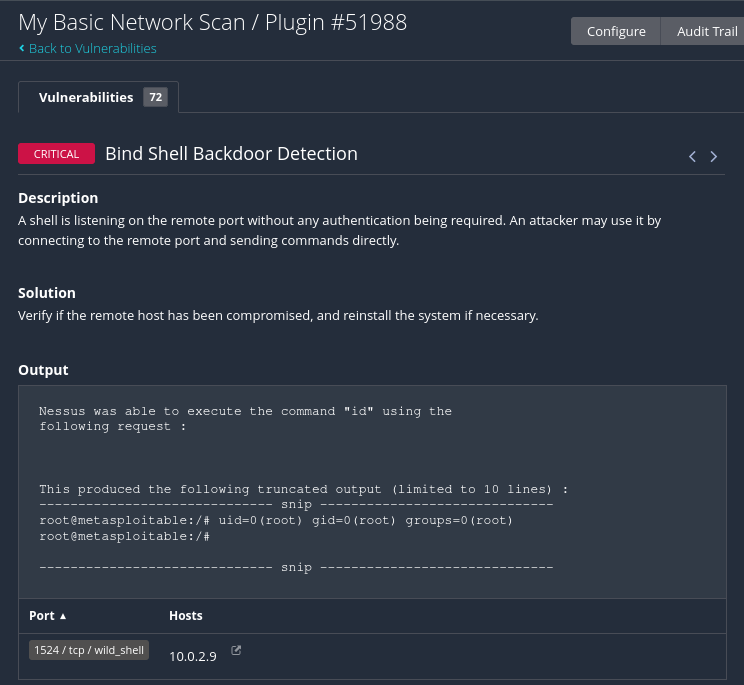 My Basic Network Scan / Plugin #51988
Configure
Audit Trail
Back to Vulnerabilities
Vulnerabilities 72
CRITICAL
Bind Shell Backdoor Detection
Description
A shell is listening on the remote port without any authentication being required. An attacker may use it by
connecting to the remote port and sending commands directly.
Solution
Verify if the remote host has been compromised, and reinstall the system if necessary.
Output
Nessus was able to execute the command "id" using the
following request :
This produced the following truncated output (limited to 10 lines) :
------------------------------ snip ------------------------------
root@metasploitable:/# uid=0(root) gid=0(root) groups=0(root)
root@metasploitable:/#
------------------------------ snip ------------------------------
Port ▲
Hosts
1524 / tcp / wild_shell
10.0.2.9